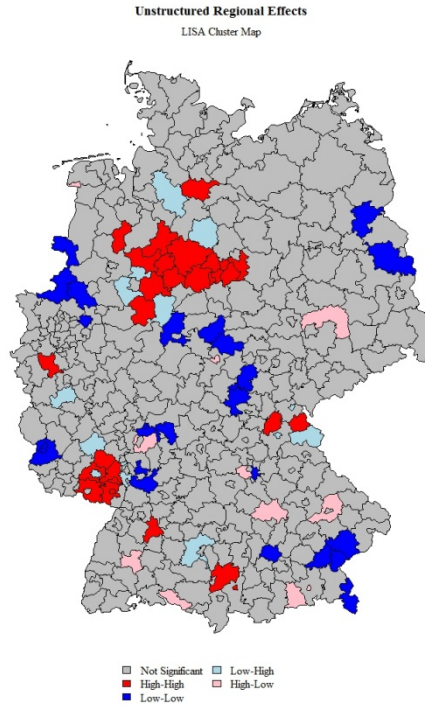 Unstructured Regional Effects
LISA Cluster Map
Not Significant
High-High
Low-Low
Low-High
High-Low